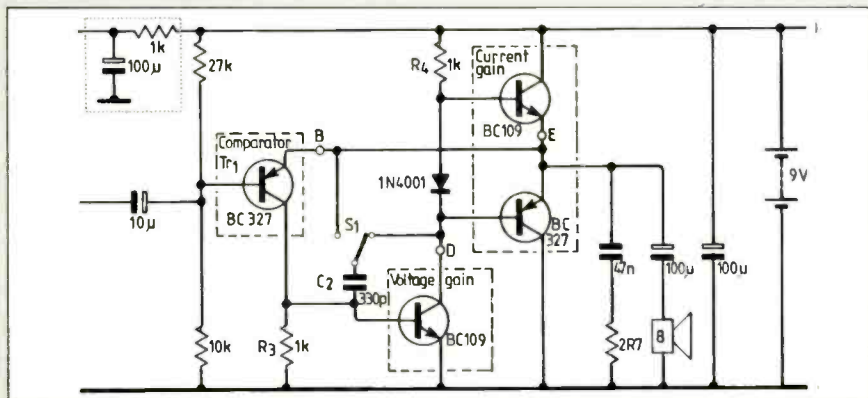 1k
100µ
27k
R4
1k
Current
gain
BC109
E
Comparator
Tr1
B
BC327
1N4001
9V
10µ
S1
BC
327
D
C2
330p
Voltage gain
47n
100µ
100µ
10k
R3
1k
BC109
2R7
8